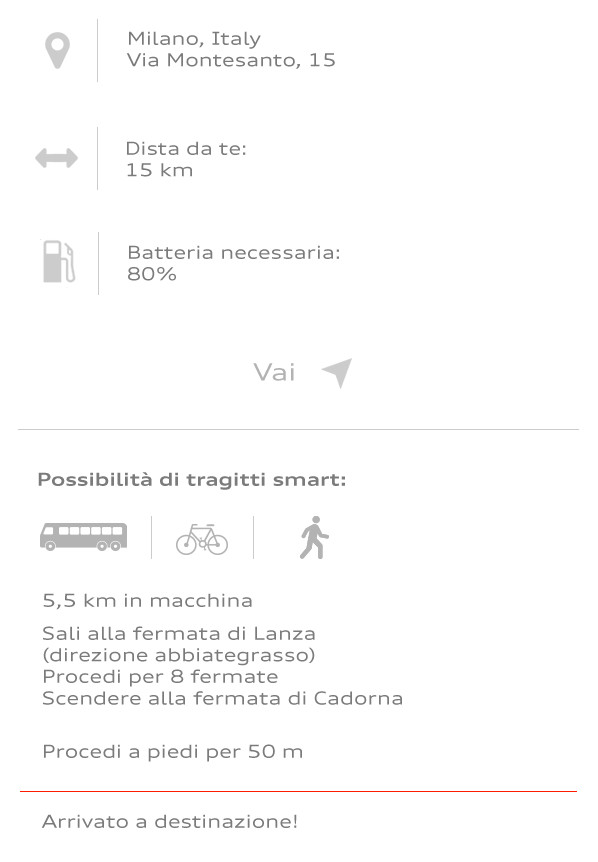 Milano, Italy
Via Montesanto, 15
Dista da te:
15 km
Batteria necessaria:
80%
Vai
Possibilità di tragitti smart:
5,5 km in macchina
Sali alla fermata di Lanza
(direzione abbiategrasso)
Procedi per 8 fermate
Scendere alla fermata di Cadorna
Procedi a piedi per 50 m
Arrivato a destinazione!